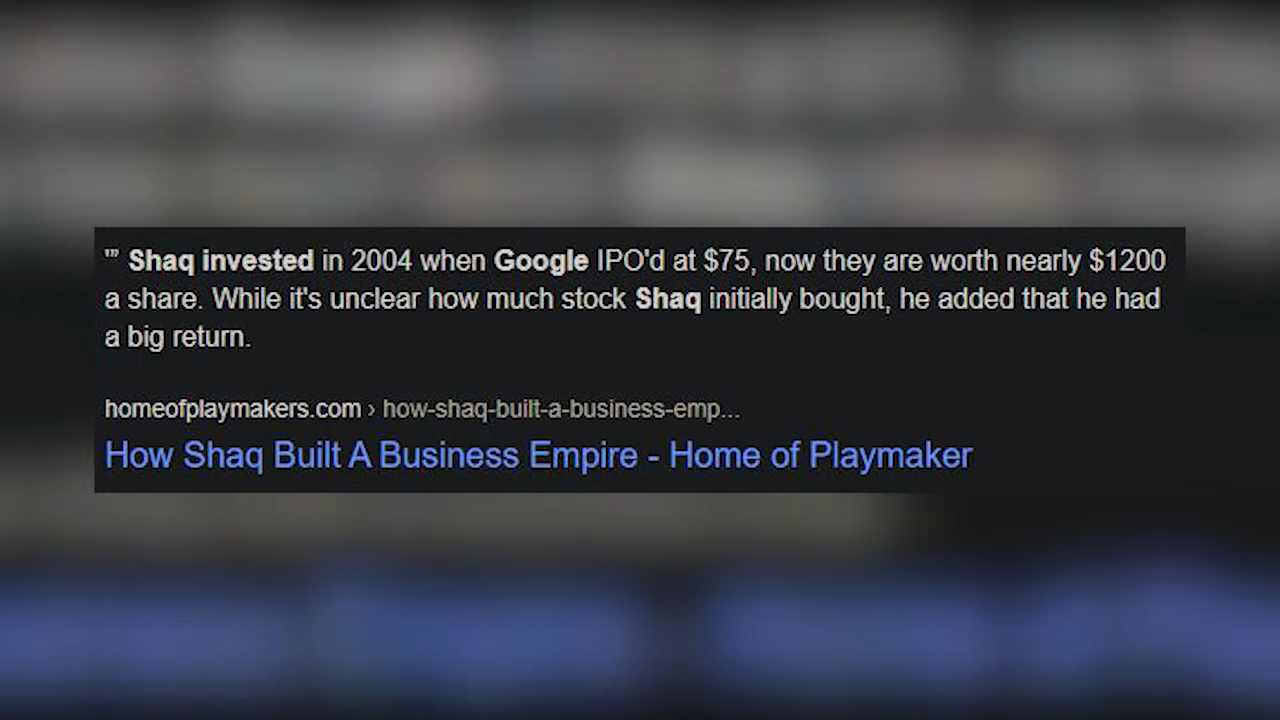 "' Shaq invested in 2004 when Google IPO'd at $75, now they are worth nearly $1200
a share. While it's unclear how much stock Shaq initially bought, he added that he had
a big return.
homeofplaymakers.com › how-shaq-built-a-business-emp...
How Shaq Built A Business Empire - Home of Playmaker